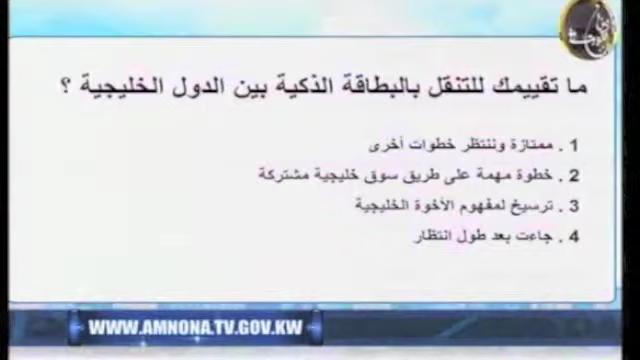 ما تقييمك للتنقل بالبطاقة الذكية بين الدول الخليجية ؟
1 . ممتازة وننتظر خطوات أخرى
2 . خطوة مهمة على طريق سوق خليجية مشتركة
3 . ترسيخ لمفهوم الأخوة الخليجية
4 . جاءت بعد طول انتظار
WWW.AMNONA.TV.GOV.KW